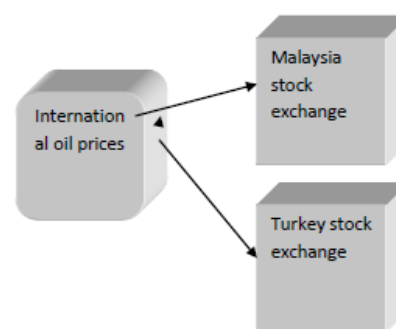 Internation
al oil prices
Malaysia
stock
exchange
Turkey stock
exchange